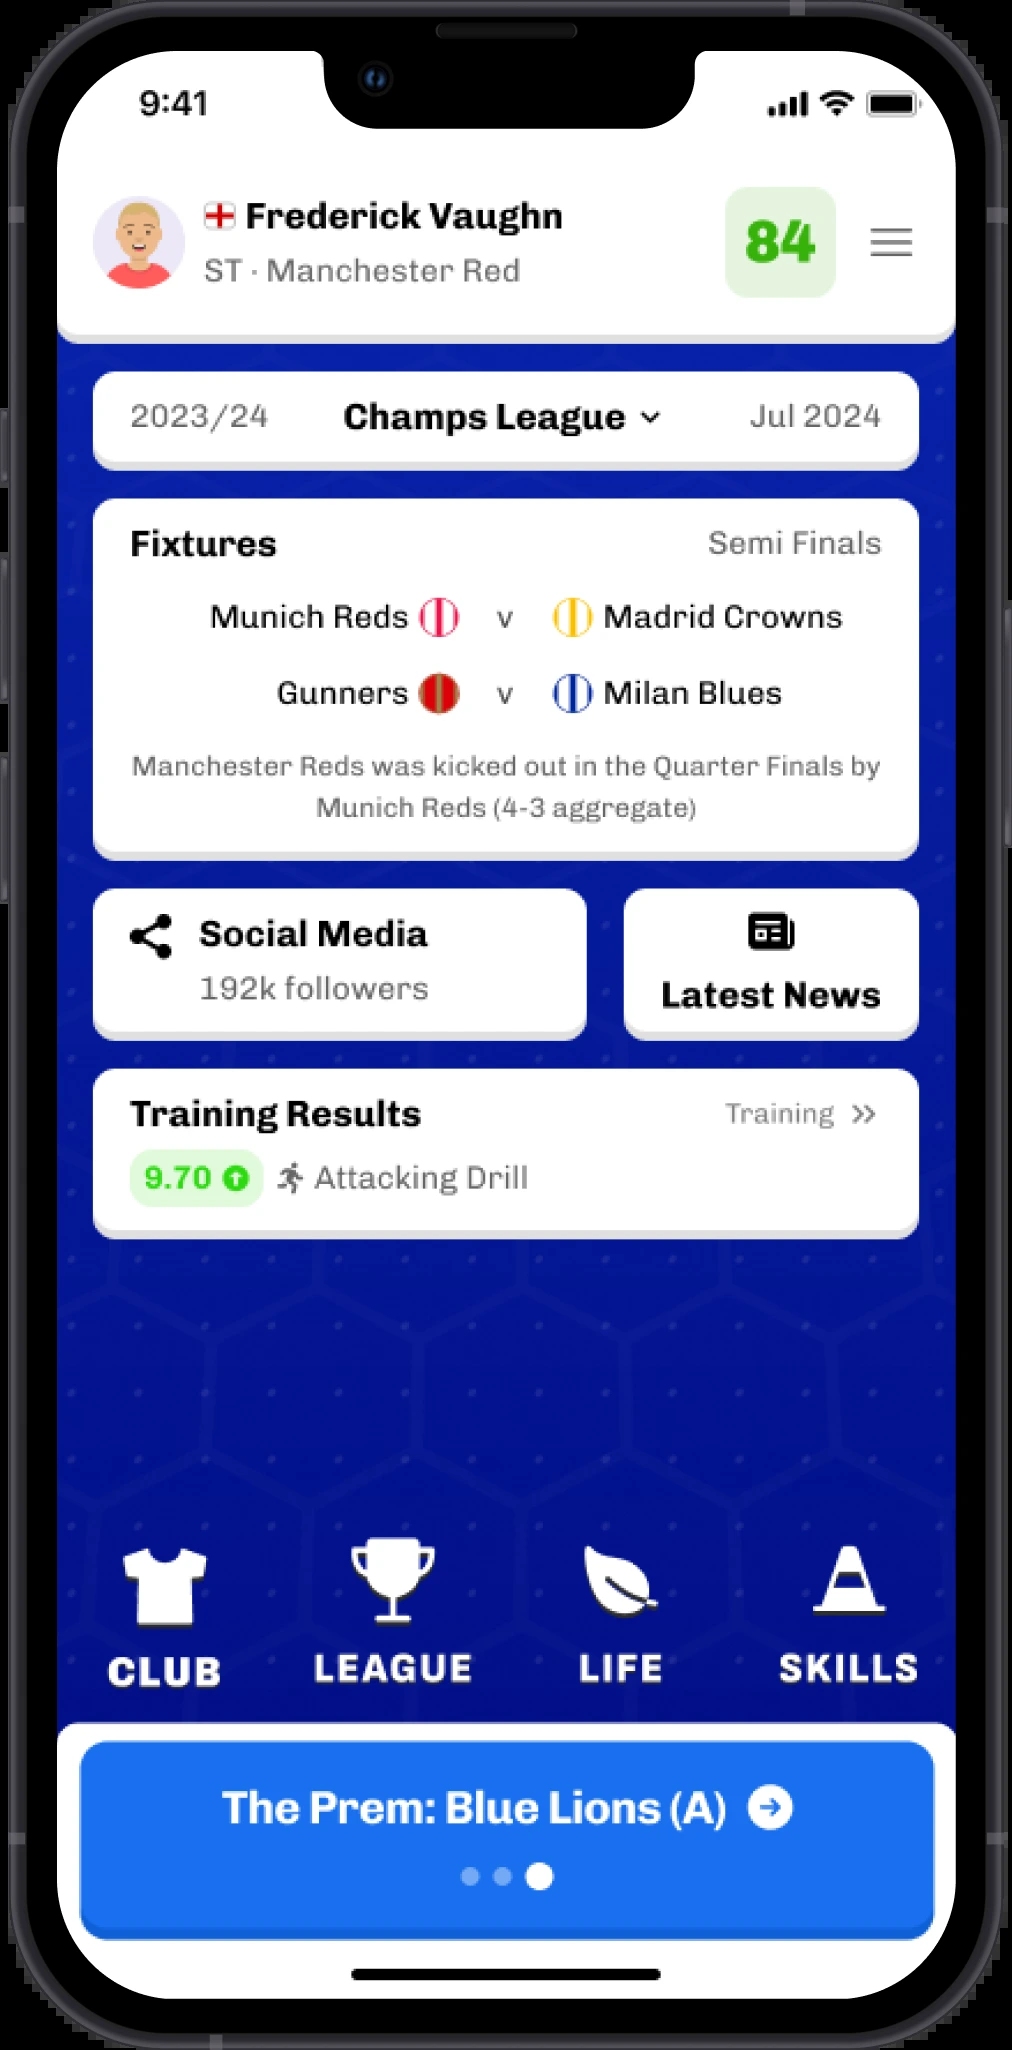 9:41
Frederick Vaughn
84
ST · Manchester Red
2023/24 Champs League Jul 2024
Fixtures Semi Finals
Munich Reds v Madrid Crowns
Gunners v Milan Blues
Manchester Reds was kicked out in the Quarter Finals by
Munich Reds (4-3 aggregate)
Social Media
192k followers
Latest News
Training Results Training
9.70 Attacking Drill
CLUB LEAGUE LIFE SKILLS
The Prem: Blue Lions (A)